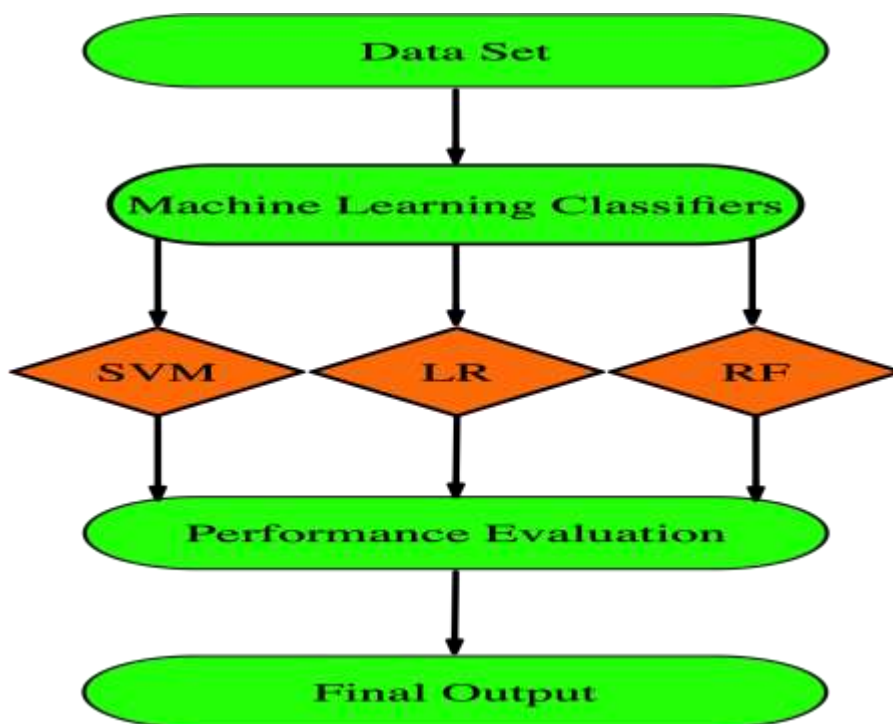 Data Set
Machine Learning Classifiers
SVM
LR
RF
Performance Evaluation
Final Output